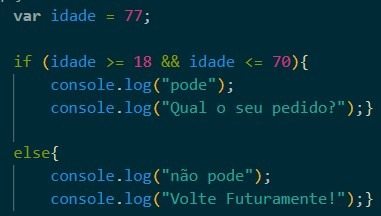 var idade = 77;
if (idade >= 18 && idade <= 70){
console.log("pode");
console.log("Qual o seu pedido?");}
else{
console.log("não pode");
console.log("Volte Futuramente!");}